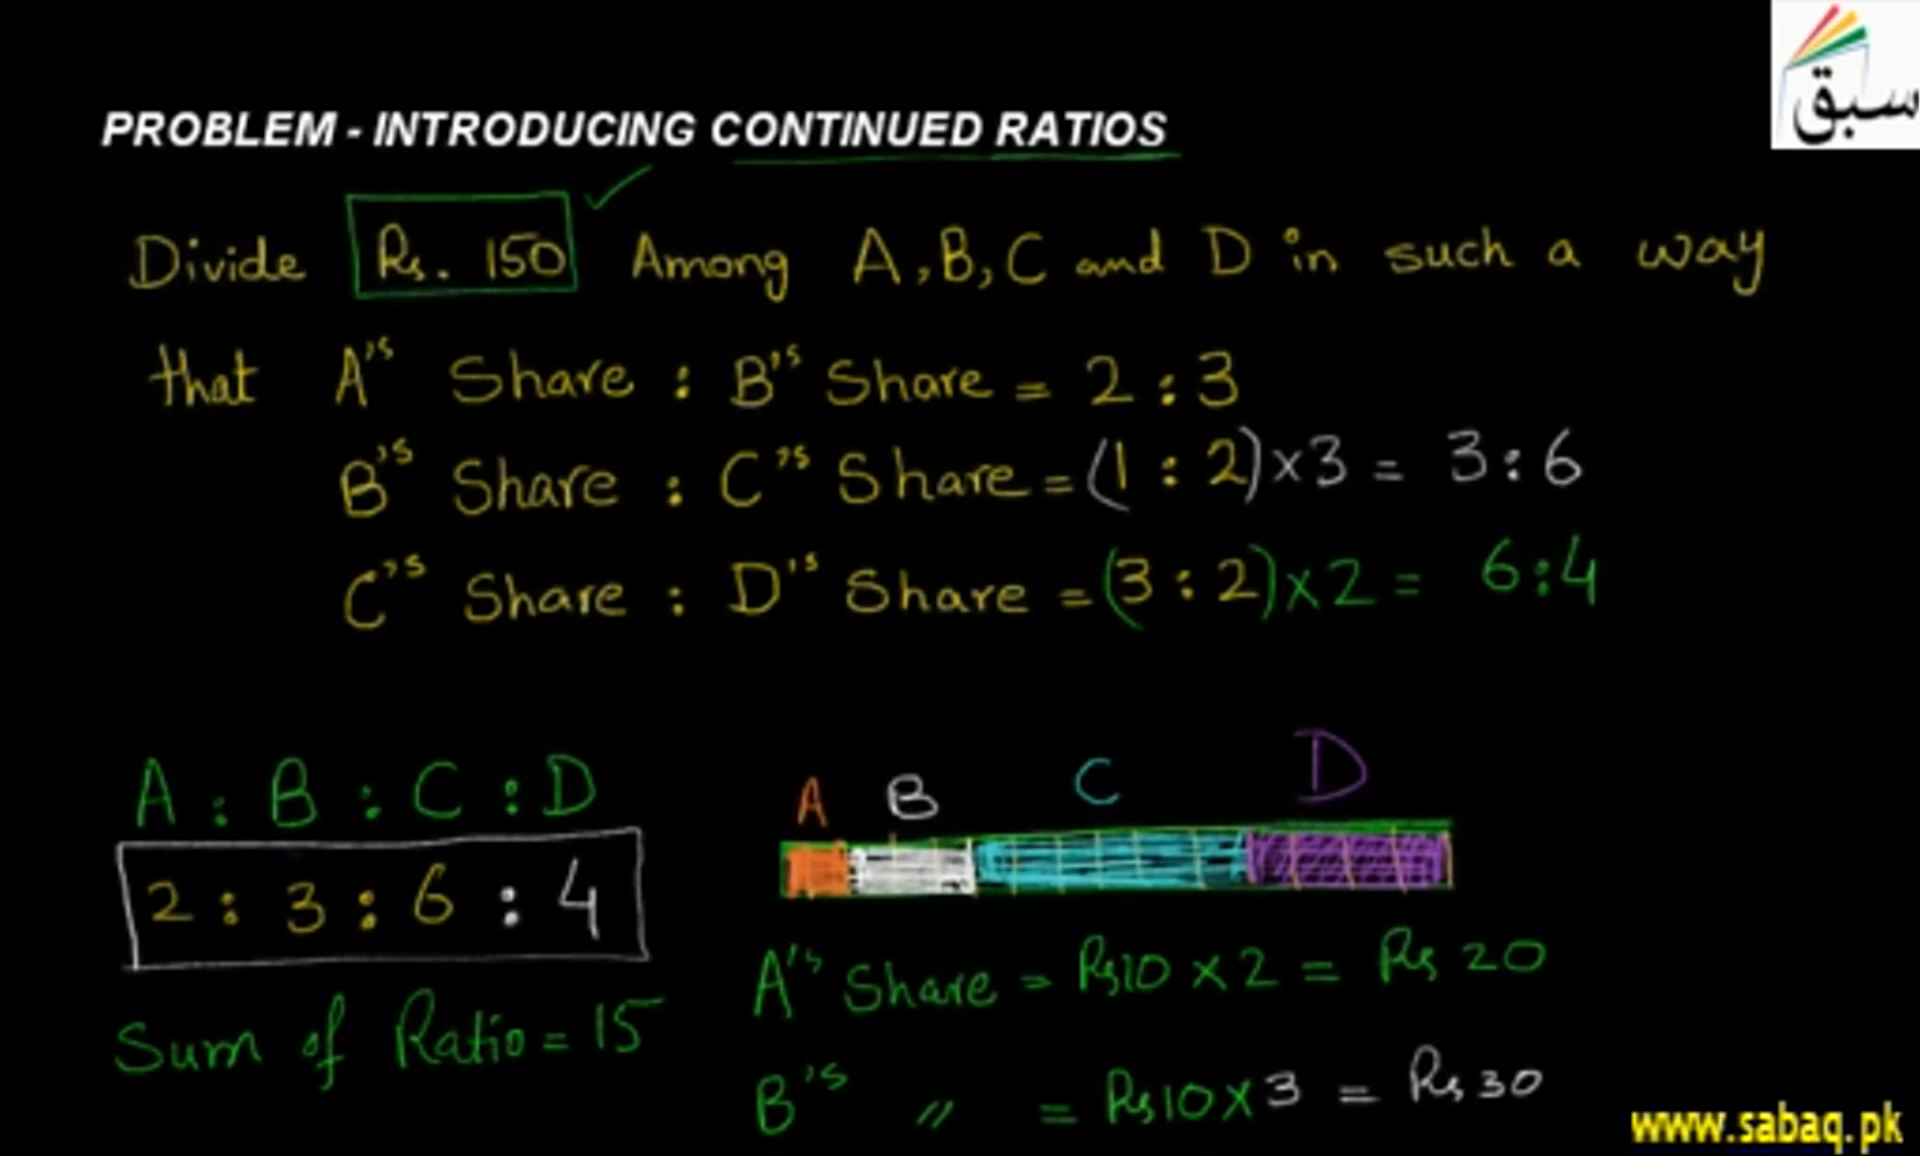 سبق
PROBLEM - INTRODUCING CONTINUED RATIOS
Divide Rs. 150 Among A, B, C and D in such a way
that A's Share : B's Share = 2 : 3
B's Share : C's Share = (1 : 2) × 3 = 3 : 6
C's Share : D's Share = (3 : 2) × 2 = 6 : 4
A : B : C : D
2 : 3 : 6 : 4
Sum of Ratio = 15
A B C D
A's Share = Rs10 × 2 = Rs 20
B's " = Rs10 × 3 = Rs 30
www.sabaq.pk